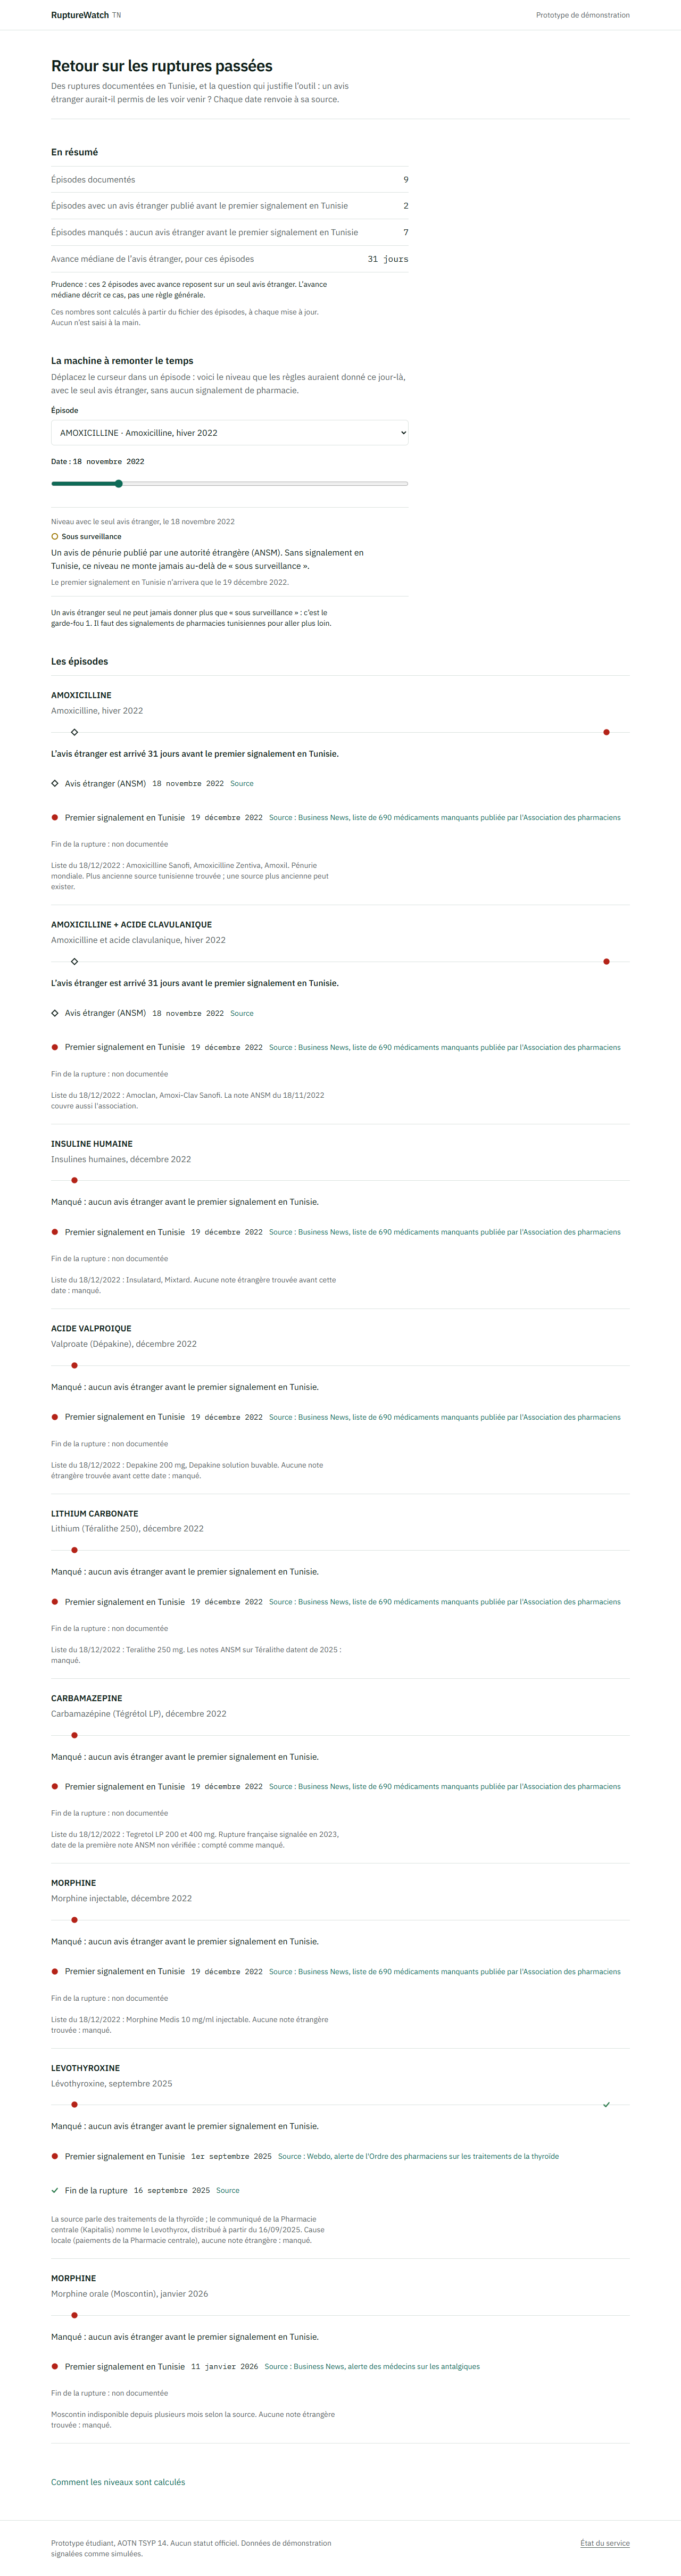 RuptureWatch TN
Prototype de démonstration
Retour sur les ruptures passées
Des ruptures documentées en Tunisie, et la question qui justifie l’outil : un avis
étranger aurait-il permis de les voir venir ? Chaque date renvoie à sa source.
En résumé
Épisodes documentés 9
Épisodes avec un avis étranger publié avant le premier signalement en Tunisie 2
Épisodes manqués : aucun avis étranger avant le premier signalement en Tunisie 7
Avance médiane de l’avis étranger, pour ces épisodes 31 jours
Prudence : ces 2 épisodes avec avance reposent sur un seul avis étranger. L’avance
médiane décrit ce cas, pas une règle générale.
Ces nombres sont calculés à partir du fichier des épisodes, à chaque mise à jour.
Aucun n’est saisi à la main.
La machine à remonter le temps
Déplacez le curseur dans un épisode : voici le niveau que les règles auraient donné ce jour-là,
avec le seul avis étranger, sans aucun signalement de pharmacie.
Épisode
AMOXICILLINE · Amoxicilline, hiver 2022
Date : 18 novembre 2022
Niveau avec le seul avis étranger, le 18 novembre 2022
Sous surveillance
Un avis de pénurie publié par une autorité étrangère (ANSM). Sans signalement en
Tunisie, ce niveau ne monte jamais au-delà de « sous surveillance ».
Le premier signalement en Tunisie n’arrivera que le 19 décembre 2022.
Un avis étranger seul ne peut jamais donner plus que « sous surveillance » : c’est le
garde-fou 1. Il faut des signalements de pharmacies tunisiennes pour aller plus loin.
Les épisodes
AMOXICILLINE
Amoxicilline, hiver 2022
L’avis étranger est arrivé 31 jours avant le premier signalement en Tunisie.
Avis étranger (ANSM) 18 novembre 2022 Source
Premier signalement en Tunisie 19 décembre 2022 Source : Business News, liste de 690 médicaments manquants publiée par l'Association des pharmaciens
Fin de la rupture : non documentée
Liste du 18/12/2022 : Amoxicilline Sanofi, Amoxicilline Zentiva, Amoxil. Pénurie
mondiale. Plus ancienne source tunisienne trouvée ; une source plus ancienne peut
exister.
AMOXICILLINE + ACIDE CLAVULANIQUE
Amoxicilline et acide clavulanique, hiver 2022
L’avis étranger est arrivé 31 jours avant le premier signalement en Tunisie.
Avis étranger (ANSM) 18 novembre 2022 Source
Premier signalement en Tunisie 19 décembre 2022 Source : Business News, liste de 690 médicaments manquants publiée par l'Association des pharmaciens
Fin de la rupture : non documentée
Liste du 18/12/2022 : Amoclan, Amoxi-Clav Sanofi. La note ANSM du 18/11/2022
couvre aussi l'association.
INSULINE HUMAINE
Insulines humaines, décembre 2022
Manqué : aucun avis étranger avant le premier signalement en Tunisie.
Premier signalement en Tunisie 19 décembre 2022 Source : Business News, liste de 690 médicaments manquants publiée par l'Association des pharmaciens
Fin de la rupture : non documentée
Liste du 18/12/2022 : Insulatard, Mixtard. Aucune note étrangère trouvée avant cette
date : manqué.
ACIDE VALPROIQUE
Valproate (Dépakine), décembre 2022
Manqué : aucun avis étranger avant le premier signalement en Tunisie.
Premier signalement en Tunisie 19 décembre 2022 Source : Business News, liste de 690 médicaments manquants publiée par l'Association des pharmaciens
Fin de la rupture : non documentée
Liste du 18/12/2022 : Depakine 200 mg, Depakine solution buvable. Aucune note
étrangère trouvée avant cette date : manqué.
LITHIUM CARBONATE
Lithium (Téralithe 250), décembre 2022
Manqué : aucun avis étranger avant le premier signalement en Tunisie.
Premier signalement en Tunisie 19 décembre 2022 Source : Business News, liste de 690 médicaments manquants publiée par l'Association des pharmaciens
Fin de la rupture : non documentée
Liste du 18/12/2022 : Teralithe 250 mg. Les notes ANSM sur Téralithe datent de 2025 :
manqué.
CARBAMAZEPINE
Carbamazépine (Tégrétol LP), décembre 2022
Manqué : aucun avis étranger avant le premier signalement en Tunisie.
Premier signalement en Tunisie 19 décembre 2022 Source : Business News, liste de 690 médicaments manquants publiée par l'Association des pharmaciens
Fin de la rupture : non documentée
Liste du 18/12/2022 : Tegretol LP 200 et 400 mg. Rupture française signalée en 2023,
date de la première note ANSM non vérifiée : compté comme manqué.
MORPHINE
Morphine injectable, décembre 2022
Manqué : aucun avis étranger avant le premier signalement en Tunisie.
Premier signalement en Tunisie 19 décembre 2022 Source : Business News, liste de 690 médicaments manquants publiée par l'Association des pharmaciens
Fin de la rupture : non documentée
Liste du 18/12/2022 : Morphine Medis 10 mg/ml injectable. Aucune note étrangère
trouvée : manqué.
LEVOTHYROXINE
Lévothyroxine, septembre 2025
Manqué : aucun avis étranger avant le premier signalement en Tunisie.
Premier signalement en Tunisie 1er septembre 2025 Source : Webdo, alerte de l'Ordre des pharmaciens sur les traitements de la thyroïde
Fin de la rupture 16 septembre 2025 Source
La source parle des traitements de la thyroïde ; le communiqué de la Pharmacie
centrale (Kapitalis) nomme le Levothyrox, distribué à partir du 16/09/2025. Cause
locale (paiements de la Pharmacie centrale), aucune note étrangère : manqué.
MORPHINE
Morphine orale (Moscontin), janvier 2026
Manqué : aucun avis étranger avant le premier signalement en Tunisie.
Premier signalement en Tunisie 11 janvier 2026 Source : Business News, alerte des médecins sur les antalgiques
Fin de la rupture : non documentée
Moscontin indisponible depuis plusieurs mois selon la source. Aucune note étrangère
trouvée : manqué.
Comment les niveaux sont calculés
Prototype étudiant, AOTN TSYP 14. Aucun statut officiel. Données de démonstration
signalées comme simulées.
État du service